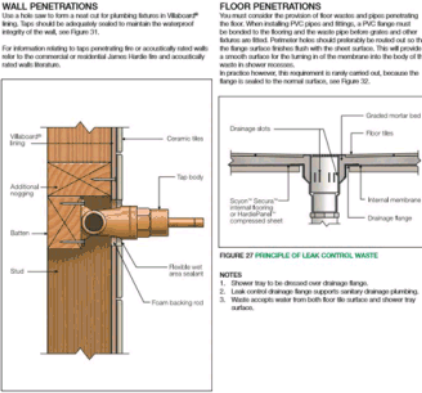 WALL PENETRATIONS
Use a hole saw to form a neat cut for plumbing fixtures in Villaboard®
lining. Taps should be adequately sealed to maintain the waterproof
integrity of the wall, see Figure 31.
For information relating to taps penetrating fire or acoustically rated walls
refer to the commercial or residential James Hardie fire and acoustically
rated walls literature.
Villaboard®
lining
Additional
nogging
Batten
Stud
Ceramic tiles
Tap body
Flexible wet
area sealant
Foam backing rod
FLOOR PENETRATIONS
You must consider the provision of floor wastes and pipes penetrating
the floor. When installing PVC pipes and fittings, a PVC flange must
be bonded to the flooring and the waste pipe before grates and other
fixtures are fitted. Perimeter holes should preferably be routed out so th
the flange surface finishes flush with the sheet surface. This will provide
a smooth surface for the turning in of the membrane into the body of th
waste in shower recesses.
In practice however, this requirement is rarely carried out, because the
flange is sealed to the normal surface, see Figure 32.
Graded mortar bed
Drainage slots
Floor tiles
Scyon™ Secura™
internal flooring
or HardiePanel™
compressed sheet
Internal membrane
Drainage flange
FIGURE 27 PRINCIPLE OF LEAK CONTROL WASTE
NOTES
1. Shower tray to be dressed over drainage flange.
2. Leak control drainage flange supports sanitary drainage plumbing.
3. Waste accepts water from both floor tile surface and shower tray
surface.